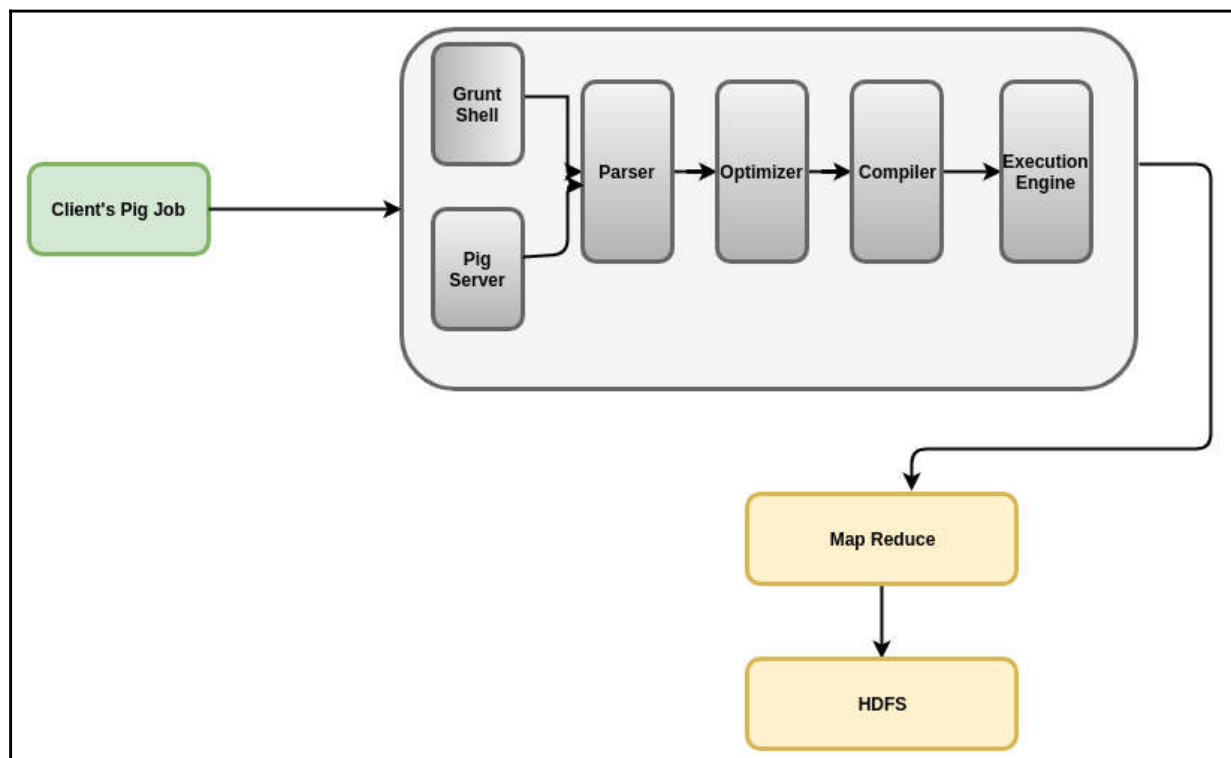 Client's Pig Job
Grunt
Shell
Pig
Server
Parser
Optimizer
Compiler
Execution
Engine
Map Reduce
HDFS